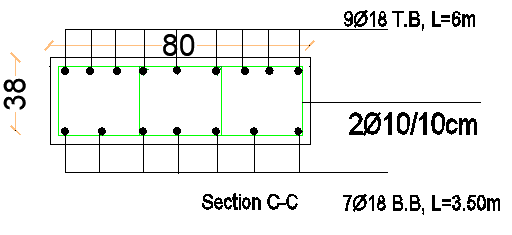 9Ø18 T.B, L=6m
80
38
2Ø10/10cm
Section C-C
7Ø18 B.B, L=3.50m